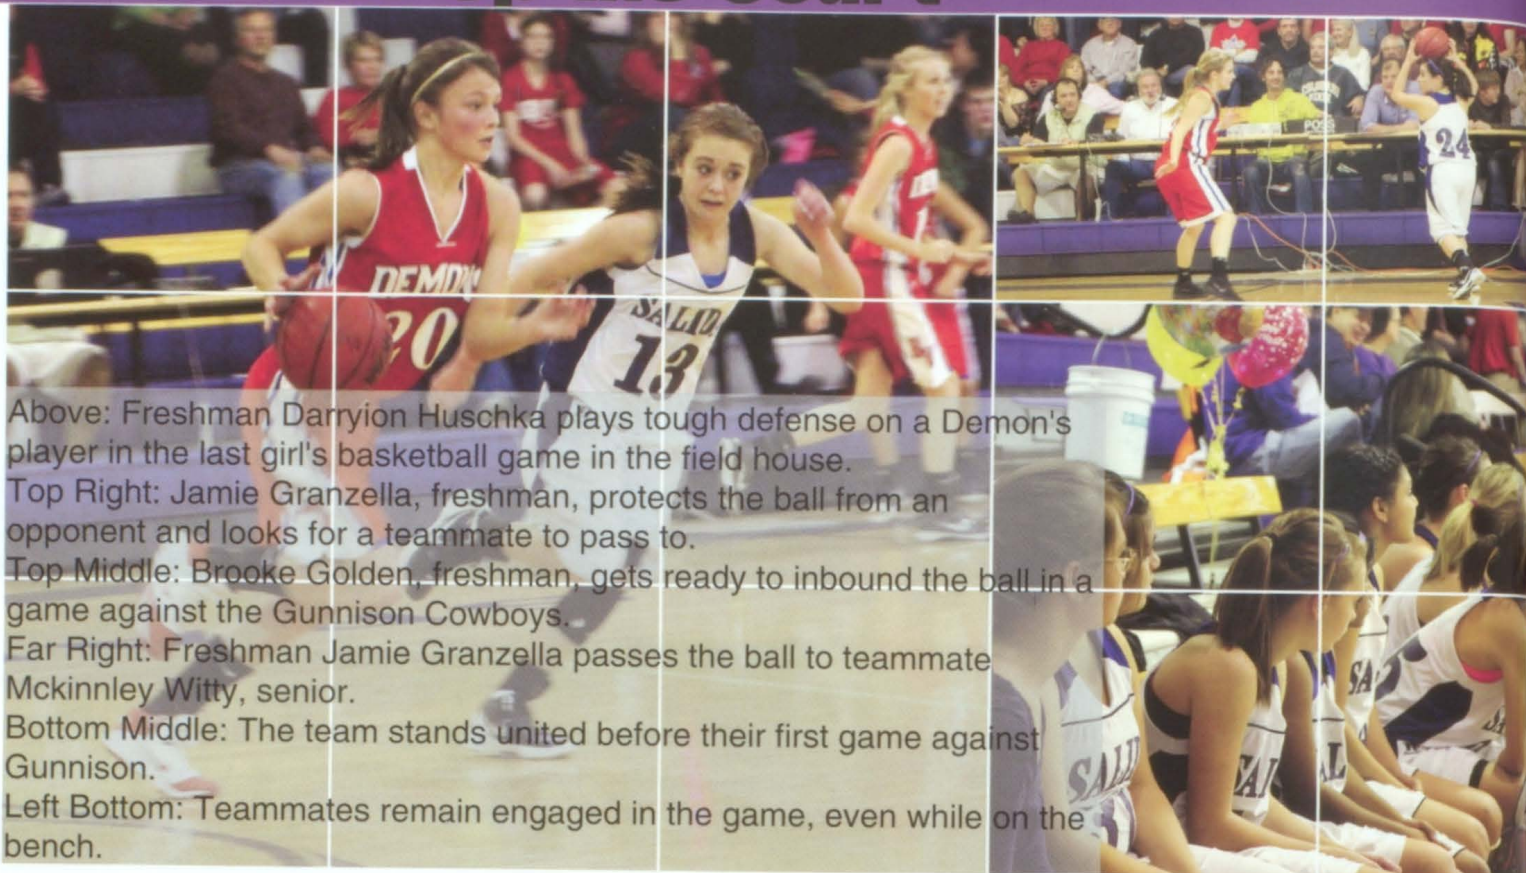 DEMONS
20
SALIDA
13
24
POS
Above: Freshman Darryion Huschka plays tough defense on a Demon's
player in the last girl's basketball game in the field house.
Top Right: Jamie Granzella, freshman, protects the ball from an
opponent and looks for a teammate to pass to.
Top Middle: Brooke Golden, freshman, gets ready to inbound the ball in a
game against the Gunnison Cowboys.
Far Right: Freshman Jamie Granzella passes the ball to teammate
Mckinnley Witty, senior.
Bottom Middle: The team stands united before their first game against
Gunnison.
Left Bottom: Teammates remain engaged in the game, even while on the
bench.